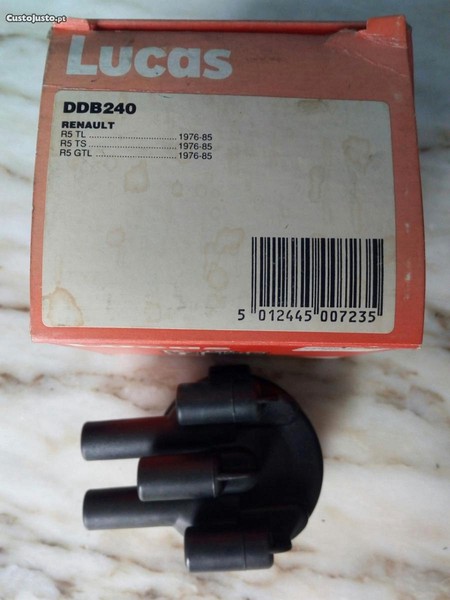 CustoJusto.pt
LUCAS
DDB240
RENAULT
R5 TL ........................... 1976-85
R5 TS ........................... 1976-85
R5 GTL ......................... 1976-85
5 012445 007235